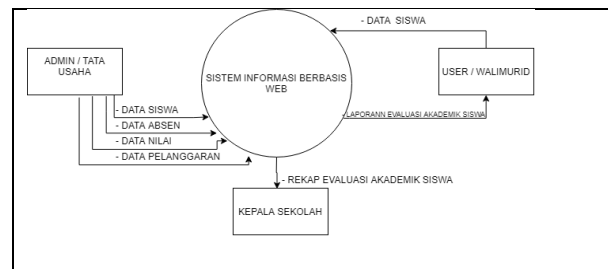 - DATA SISWA
ADMIN / TATA
USAHA
SISTEM INFORMASI BERBASIS
WEB
USER / WALIMURID
- DATA SISWA
- DATA ABSEN
- DATA NILAI
- DATA PELANGGARAN
- LAPORANN EVALUASI AKADEMIK SISWA
- REKAP EVALUASI AKADEMIK SISWA
KEPALA SEKOLAH